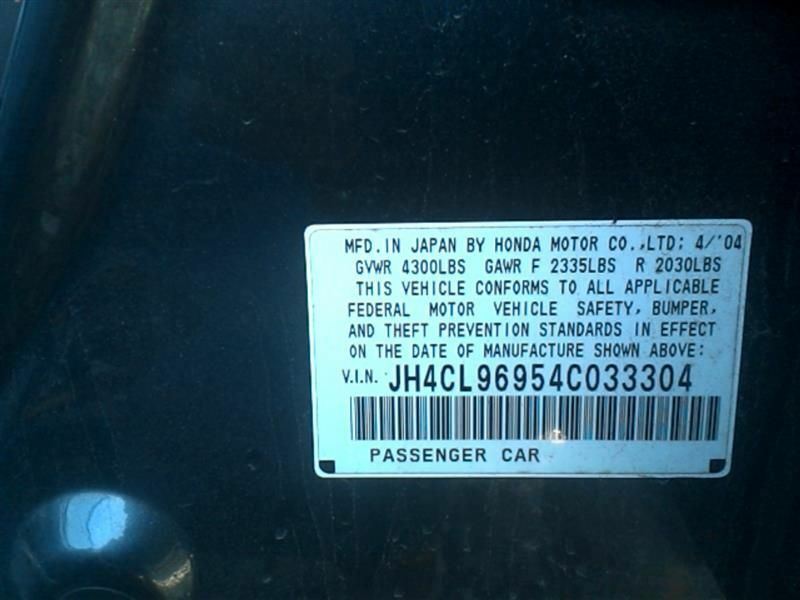 MFD. IN JAPAN BY HONDA MOTOR CO.,LTD; 4/'04
GVWR 4300LBS GAWR F 2335LBS R 2030LBS
THIS VEHICLE CONFORMS TO ALL APPLICABLE
FEDERAL MOTOR VEHICLE SAFETY, BUMPER,
AND THEFT PREVENTION STANDARDS IN EFFECT
ON THE DATE OF MANUFACTURE SHOWN ABOVE:
V.I.N. JH4CL96954C033304
PASSENGER CAR